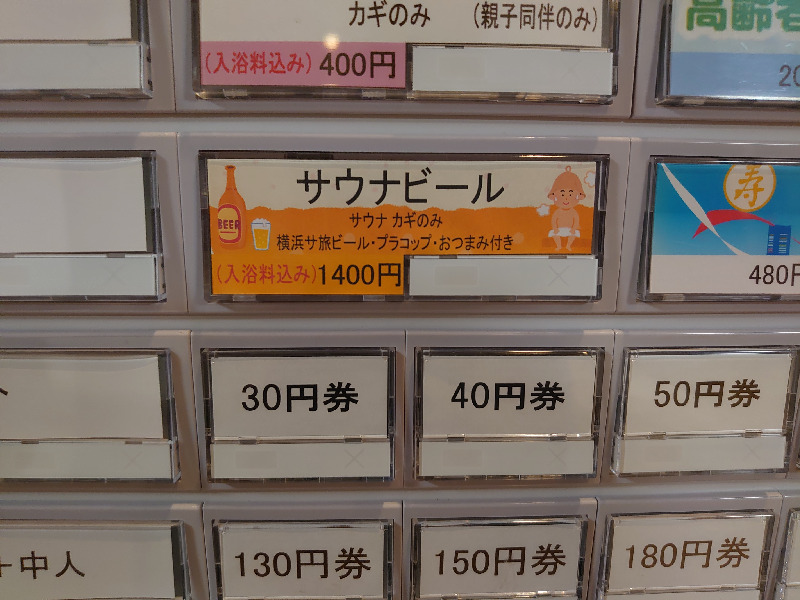 カギのみ (親子同伴のみ)
(入浴料込み) 400円
高齢者
20
サウナビール
BEER
サウナ カギのみ
横浜サ旅ビール・プラコップ・おつまみ付き
(入浴料込み)1400円
寿
480円
30円券
40円券
50円券
+中人
130円券
150円券
180円券